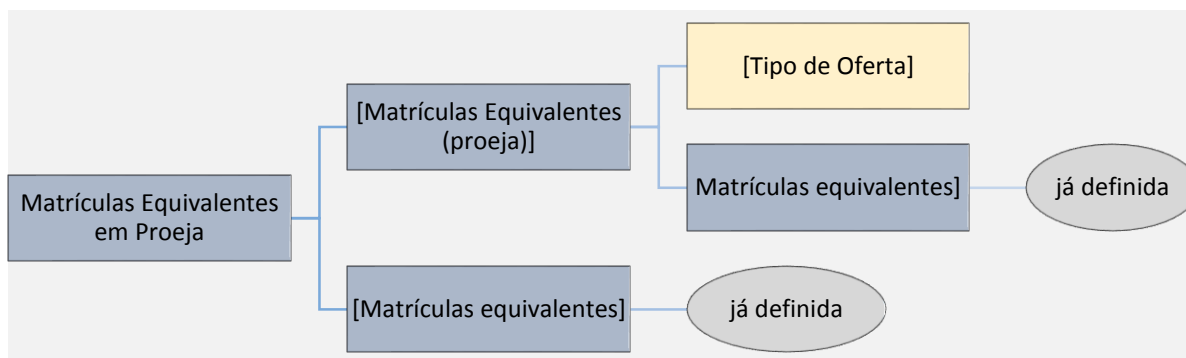 [Tipo de Oferta]
[Matrículas Equivalentes
(proeja)]
Matrículas equivalentes]
já definida
Matrículas Equivalentes
em Proeja
[Matrículas equivalentes]
já definida